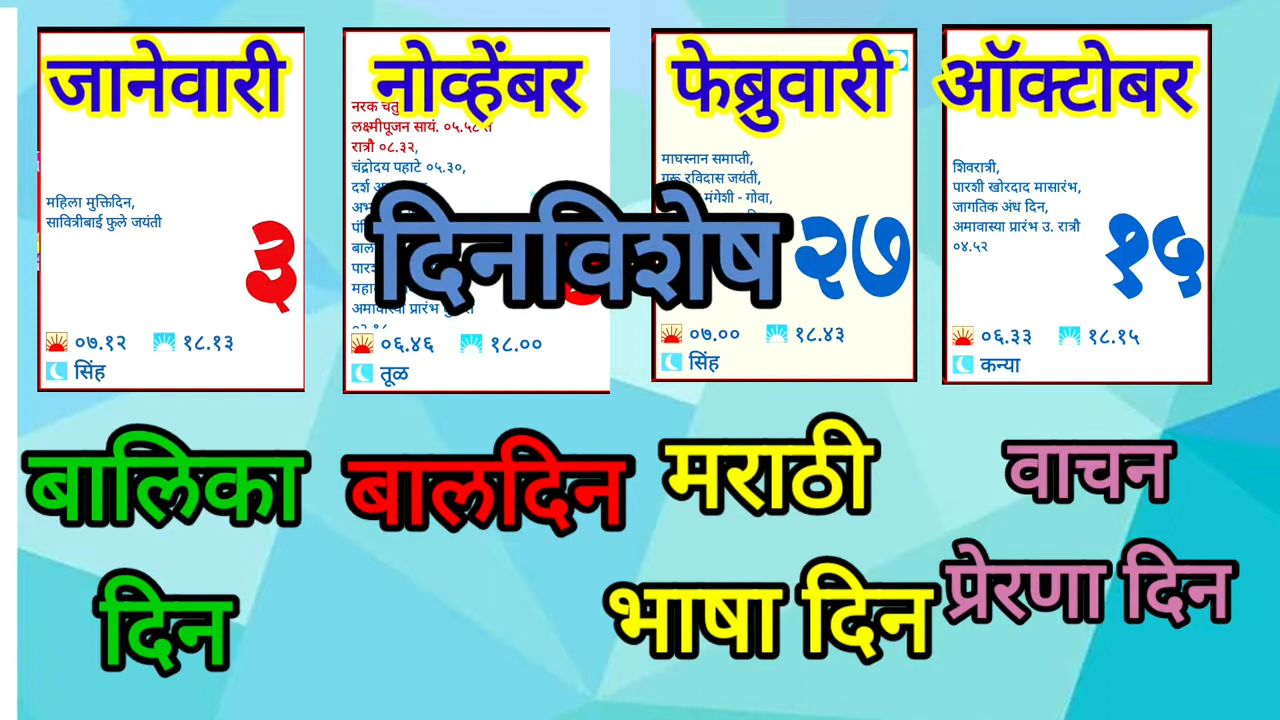 जानेवारी
महिला मुक्तिदिन,
सावित्रीबाई फुले जयंती
३
०७.१२ १८.१३
सिंह
नोव्हेंबर
नरक
लक्ष्मीपूजन सायं. ०५.५८
रात्रौ ०८.३२,
चंद्रोदय पहाटे ०५.३०,
दर्श
अमावास्या प्रारंभ
०६.४६ १८.००
तूळ
फेब्रुवारी
माघस्नान समाप्ती,
गुरू रविदास जयंती,
मंगेशी - गोवा,
२७
०७.०० १८.४३
सिंह
ऑक्टोबर
शिवरात्री,
पारशी खोरदाद मासारंभ,
जागतिक अंध दिन,
अमावास्या प्रारंभ उ. रात्रौ
०४.५२
१५
०६.३३ १८.१५
कन्या
दिनविशेष
बालिका
दिन
बालदिन
मराठी
भाषा दिन
वाचन
प्रेरणा दिन